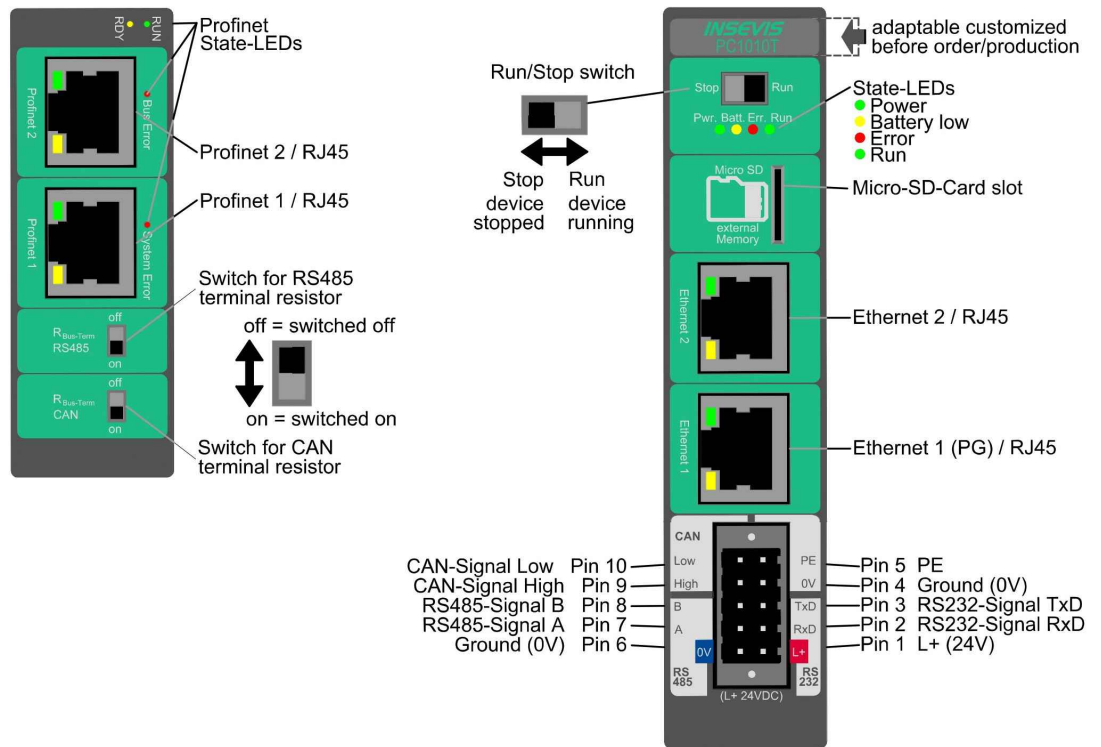 RDY
RUN
Profinet
State-LEDs
Profinet 2
Bus Error
Profinet 2 / RJ45
Profinet 1 / RJ45
Profinet 1
System Error
Switch for RS485
terminal resistor
off
R Bus-Term
RS485
on
off = switched off
on = switched on
off
R Bus-Term
CAN
on
Switch for CAN
terminal resistor
INSEVIS
PC1010T
adaptable customized
before order/production
Run/Stop switch
Stop Run
Stop Run
device device
stopped running
Pwr. Batt. Err. Run
State-LEDs
Power
Battery low
Error
Run
Micro SD
external
Memory
Micro-SD-Card slot
Ethernet 2
Ethernet 2 / RJ45
Ethernet 1
Ethernet 1 (PG) / RJ45
CAN
CAN-Signal Low Pin 10 Low PE Pin 5 PE
CAN-Signal High Pin 9 High 0V Pin 4 Ground (0V)
RS485-Signal B Pin 8 B TxD Pin 3 RS232-Signal TxD
RS485-Signal A Pin 7 A RxD Pin 2 RS232-Signal RxD
Ground (0V) Pin 6 0V L+ Pin 1 L+ (24V)
RS RS
485 232
(L+ 24VDC)